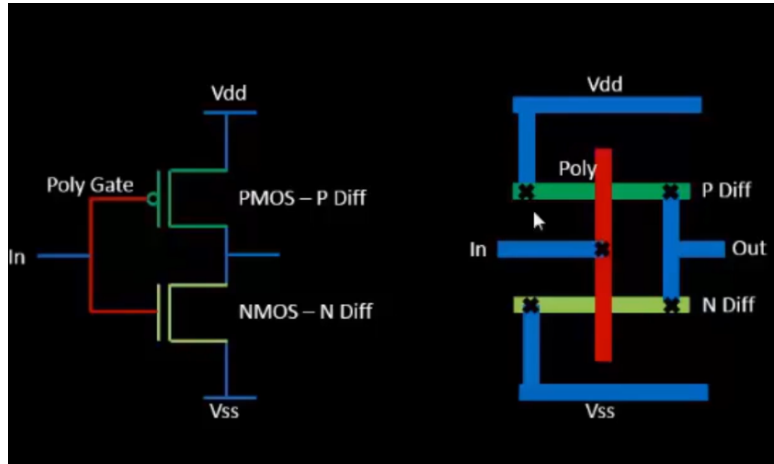 Vdd
Poly Gate
PMOS – P Diff
In
NMOS – N Diff
Vss
Vdd
Poly
P Diff
In
Out
N Diff
Vss